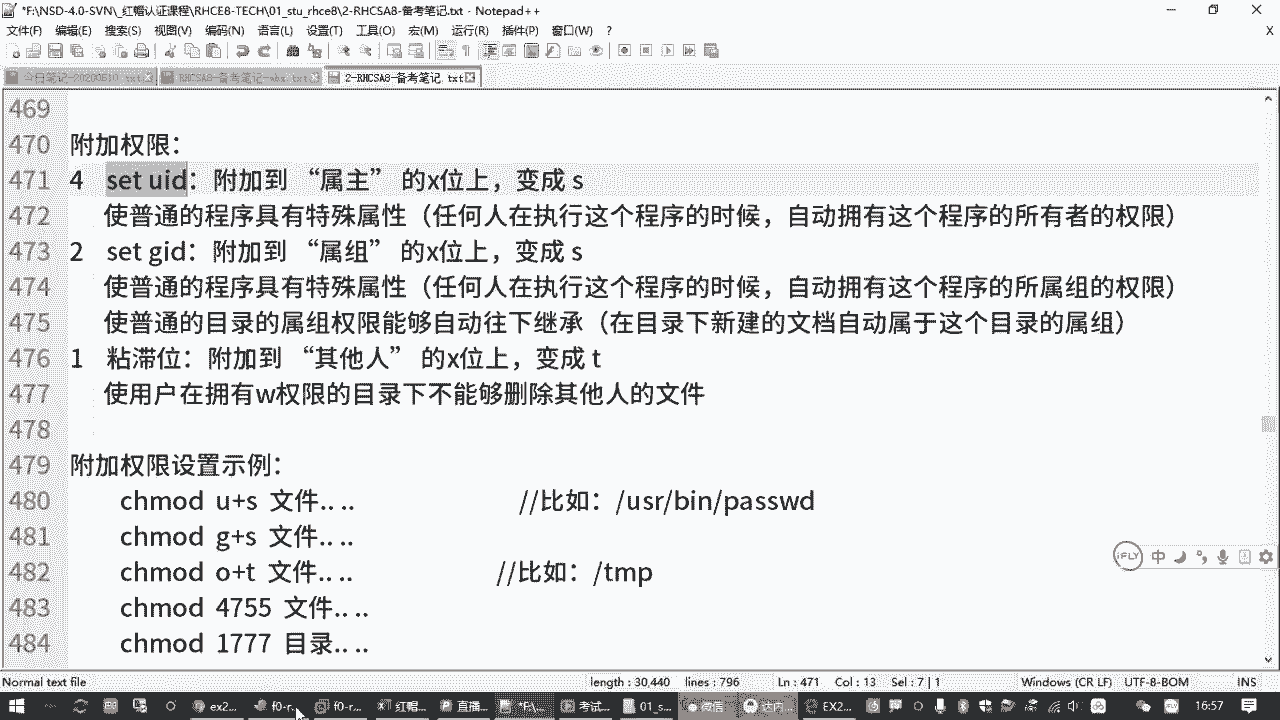 *F:\NSD-4.0-SVN\_红帽认证课程\RHCE8-TECH\01_stu_rhce8\2-RHCSA8-备考笔记.txt - Notepad++
文件(F) 编辑(E) 搜索(S) 视图(V) 编码(N) 语言(L) 设置(T) 工具(O) 宏(M) 运行(R) 插件(P) 窗口(W) ? X
2-RHCSA8-备考笔记.txt
469
470 附加权限：
471 4 set uid：附加到 “属主” 的x位上，变成 s
472 使普通的程序具有特殊属性（任何人在执行这个程序的时候，自动拥有这个程序的所有者的权限）
473 2 set gid：附加到 “属组” 的x位上，变成 s
474 使普通的程序具有特殊属性（任何人在执行这个程序的时候，自动拥有这个程序的所属组的权限）
475 使普通的目录的属组权限能够自动往下继承（在目录下新建的文档自动属于这个目录的属组）
476 1 粘滞位：附加到 “其他人” 的x位上，变成 t
477 使用户在拥有w权限的目录下不能够删除其他人的文件
478
479 附加权限设置示例：
480 chmod u+s 文件.. .. //比如：/usr/bin/passwd
481 chmod g+s 文件.. ..
482 chmod o+t 文件.. .. //比如：/tmp
483 chmod 4755 文件.. ..
484 chmod 1777 目录.. ..
iFLY 中
Normal text file length : 30,440 lines : 796 Ln : 471 Col : 13 Sel : 7 | 1 Windows (CR LF) UTF-8-BOM INS
ex2... f0-r... f0-r... 红帽... 直播... 考试... 01_s... 微信 EX2... 16:57